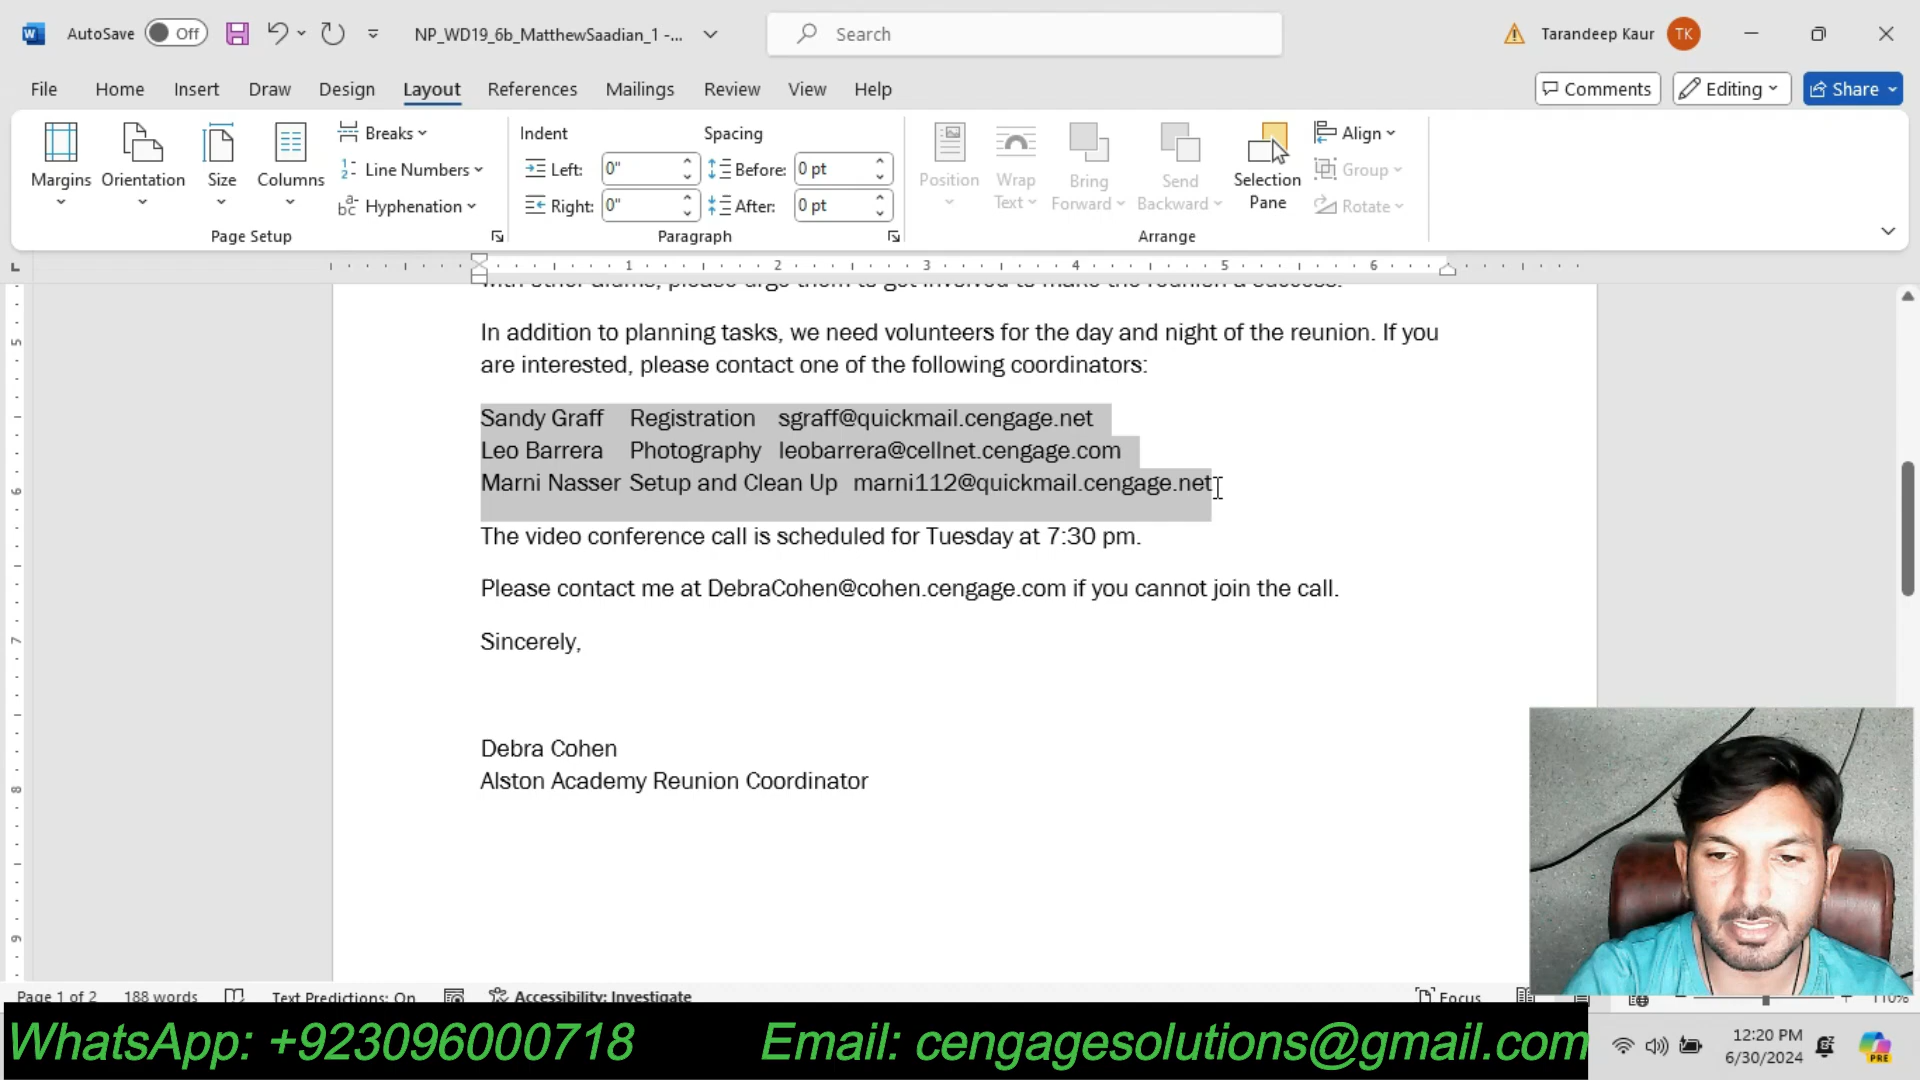 AutoSave Off NP_WD19_6b_MatthewSaadian_1 -... Search Tarandeep Kaur TK
File Home Insert Draw Design Layout References Mailings Review View Help Comments Editing Share
Margins Orientation Size Columns Breaks Line Numbers Hyphenation
Page Setup
Indent Spacing
Left: 0" Before: 0 pt
Right: 0" After: 0 pt
Paragraph
Position Wrap Text Bring Forward Send Backward Selection Pane Align Group Rotate
Arrange
1 2 3 4 5 6
In addition to planning tasks, we need volunteers for the day and night of the reunion. If you
are interested, please contact one of the following coordinators:
Sandy Graff Registration sgraff@quickmail.cengage.net
Leo Barrera Photography leobarrera@cellnet.cengage.com
Marni Nasser Setup and Clean Up marni112@quickmail.cengage.net
The video conference call is scheduled for Tuesday at 7:30 pm.
Please contact me at DebraCohen@cohen.cengage.com if you cannot join the call.
Sincerely,
Debra Cohen
Alston Academy Reunion Coordinator
Page 1 of 2 188 words Text Predictions: On Accessibility: Investigate Focus 110%
WhatsApp: +923096000718 Email: cengagesolutions@gmail.com
12:20 PM
6/30/2024
PRE